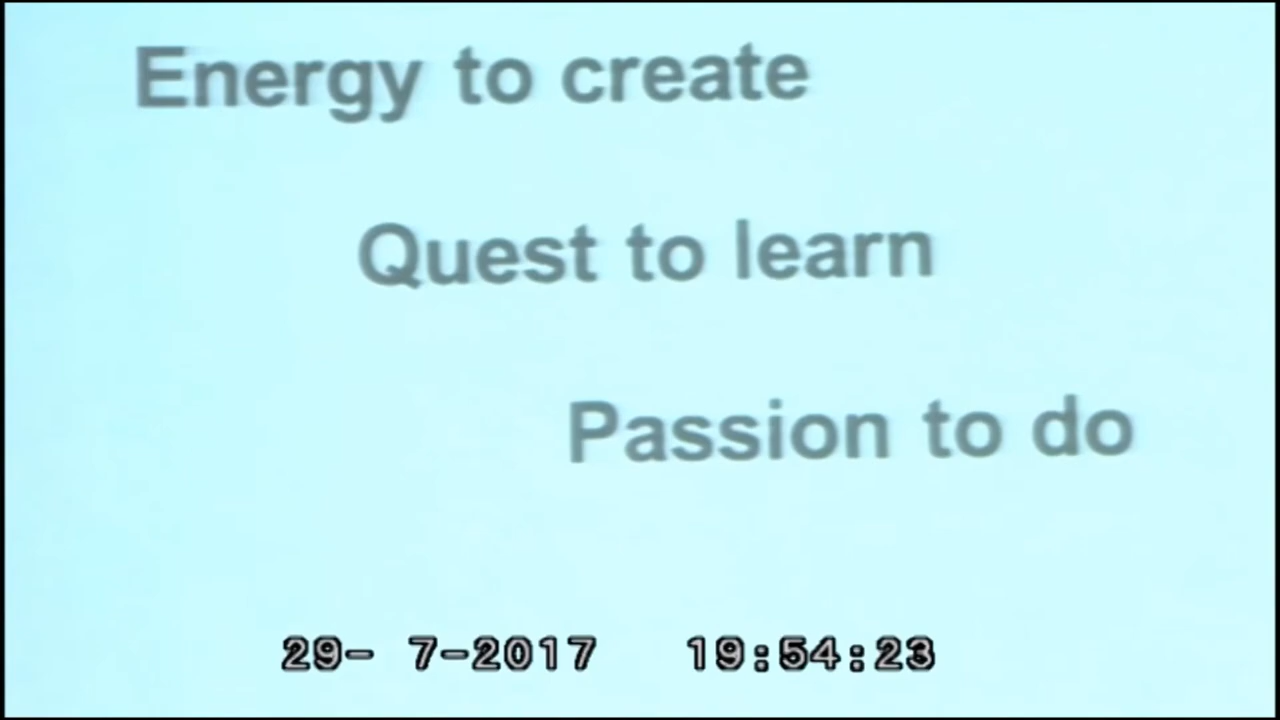 Energy to create
Quest to learn
Passion to do
29- 7-2017 19:54:23